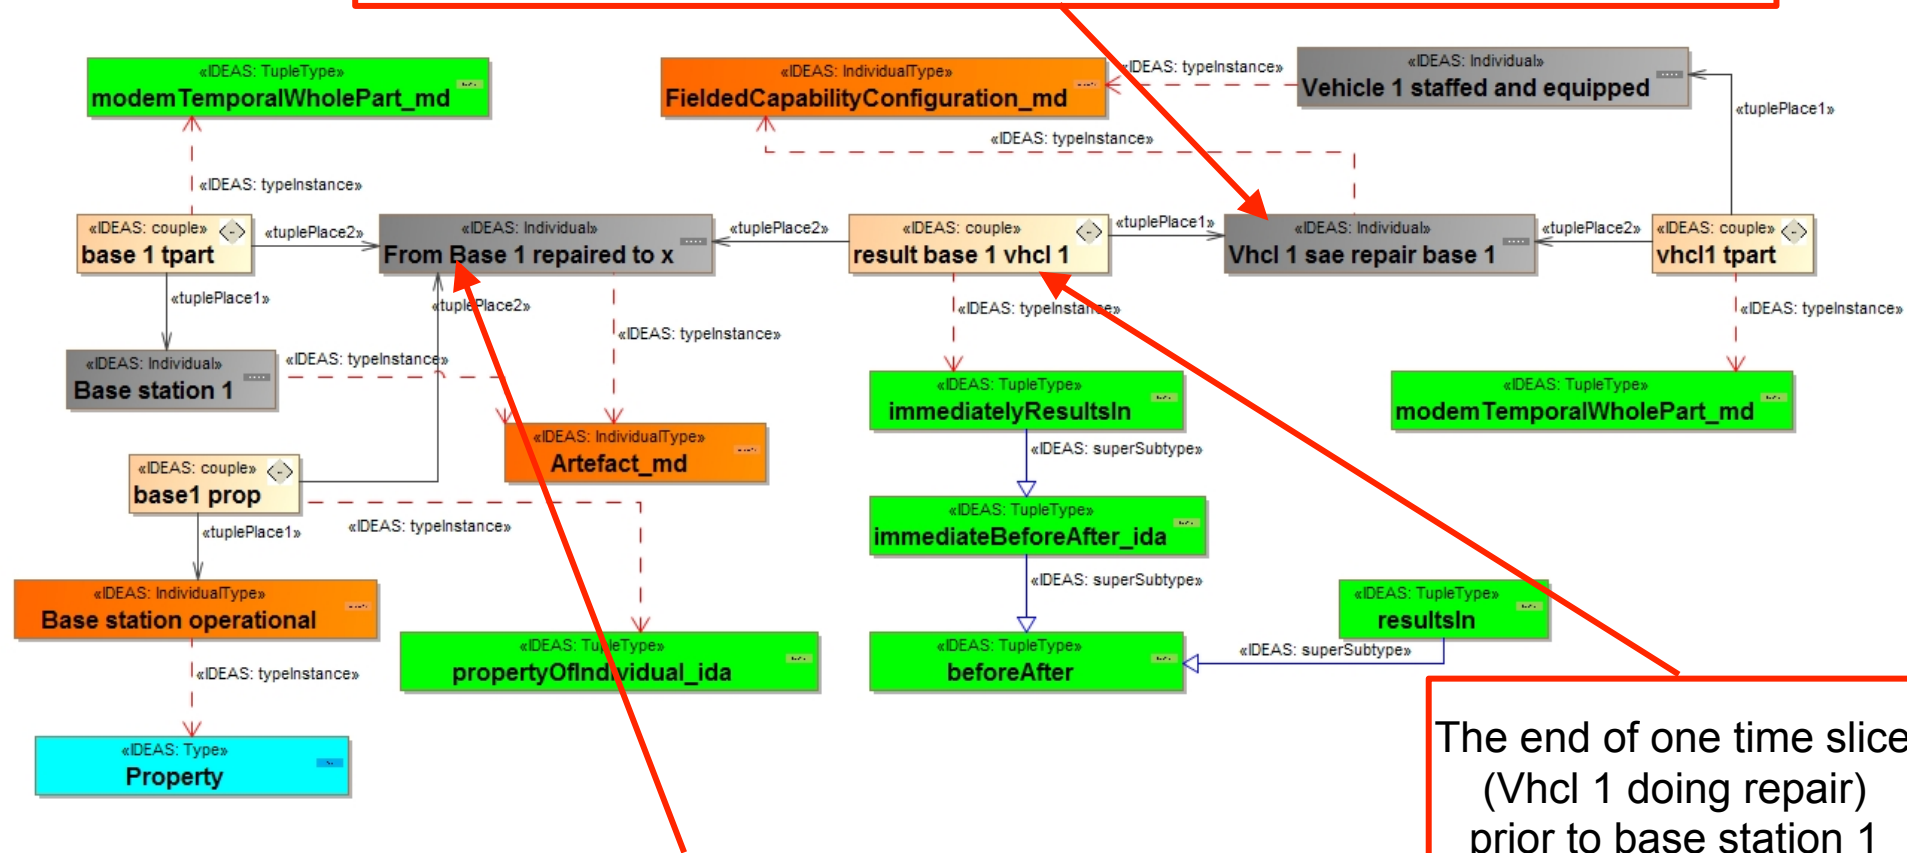 «IDEAS: TupleType»
modemTemporalWholePart_md
«IDEAS: IndividualType»
FieldedCapabilityConfiguration_md
«IDEAS: typeInstance»
«IDEAS: Individual»
Vehicle 1 staffed and equipped
«tuplePlace1»
«IDEAS: typeInstance»
«IDEAS: typeInstance»
«IDEAS: couple»
base 1 tpart
«tuplePlace2»
«IDEAS: Individual»
From Base 1 repaired to x
«tuplePlace2»
«IDEAS: couple»
result base 1 vhcl 1
«tuplePlace1»
«IDEAS: Individual»
Vhcl 1 sae repair base 1
«tuplePlace2»
«IDEAS: couple»
vhcl1 tpart
«tuplePlace1»
«tuplePlace2»
«IDEAS: typeInstance»
«IDEAS: typeInstance»
«IDEAS: typeInstance»
«IDEAS: Individual»
Base station 1
«IDEAS: typeInstance»
«IDEAS: TupleType»
immediatelyResultsIn
«IDEAS: TupleType»
modemTemporalWholePart_md
«IDEAS: IndividualType»
Artefact_md
«IDEAS: superSubtype»
«IDEAS: couple»
base1 prop
«tuplePlace1»
«IDEAS: typeInstance»
«IDEAS: TupleType»
immediateBeforeAfter_ida
«IDEAS: superSubtype»
«IDEAS: IndividualType»
Base station operational
«IDEAS: TupleType»
resultsIn
«IDEAS: superSubtype»
«IDEAS: typeInstance»
«IDEAS: TupleType»
propertyOfIndividual_ida
«IDEAS: TupleType»
beforeAfter
«IDEAS: Type»
Property
The end of one time slice
(Vhcl 1 doing repair)
prior to base station 1